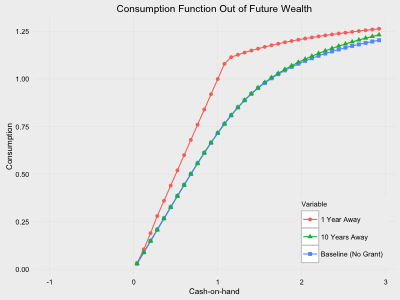 Consumption Function Out of Future Wealth
1.25
1.00
0.75
0.50
0.25
0.00
Consumption
-1
0
1
2
3
Cash-on-hand
Variable
1 Year Away
10 Years Away
Baseline (No Grant)